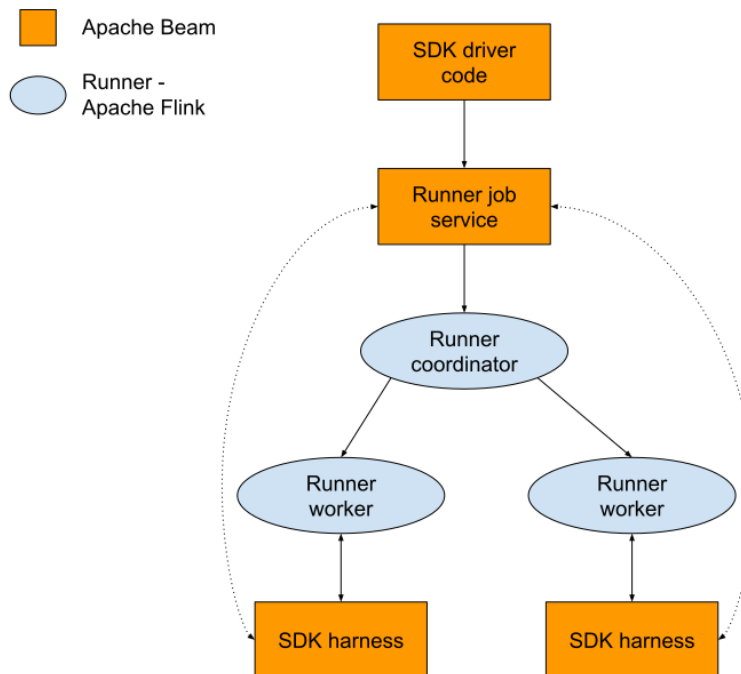 Apache Beam
Runner -
Apache Flink
SDK driver
code
Runner job
service
Runner
coordinator
Runner
worker
Runner
worker
SDK harness
SDK harness